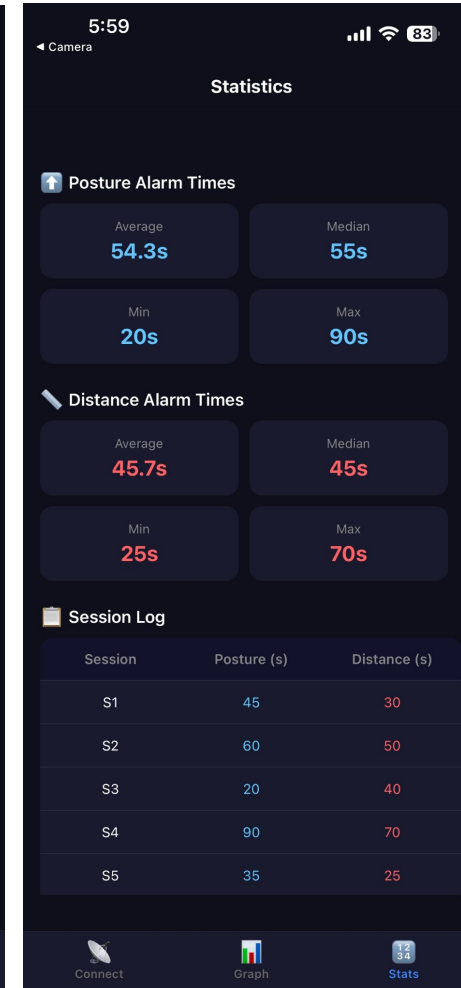 5:59
83
◀ Camera
Statistics
Posture Alarm Times
Average Median
54.3s 55s
Min Max
20s 90s
Distance Alarm Times
Average Median
45.7s 45s
Min Max
25s 70s
Session Log
Session Posture (s) Distance (s)
S1 45 30
S2 60 50
S3 20 40
S4 90 70
S5 35 25
12
34
Connect Graph Stats